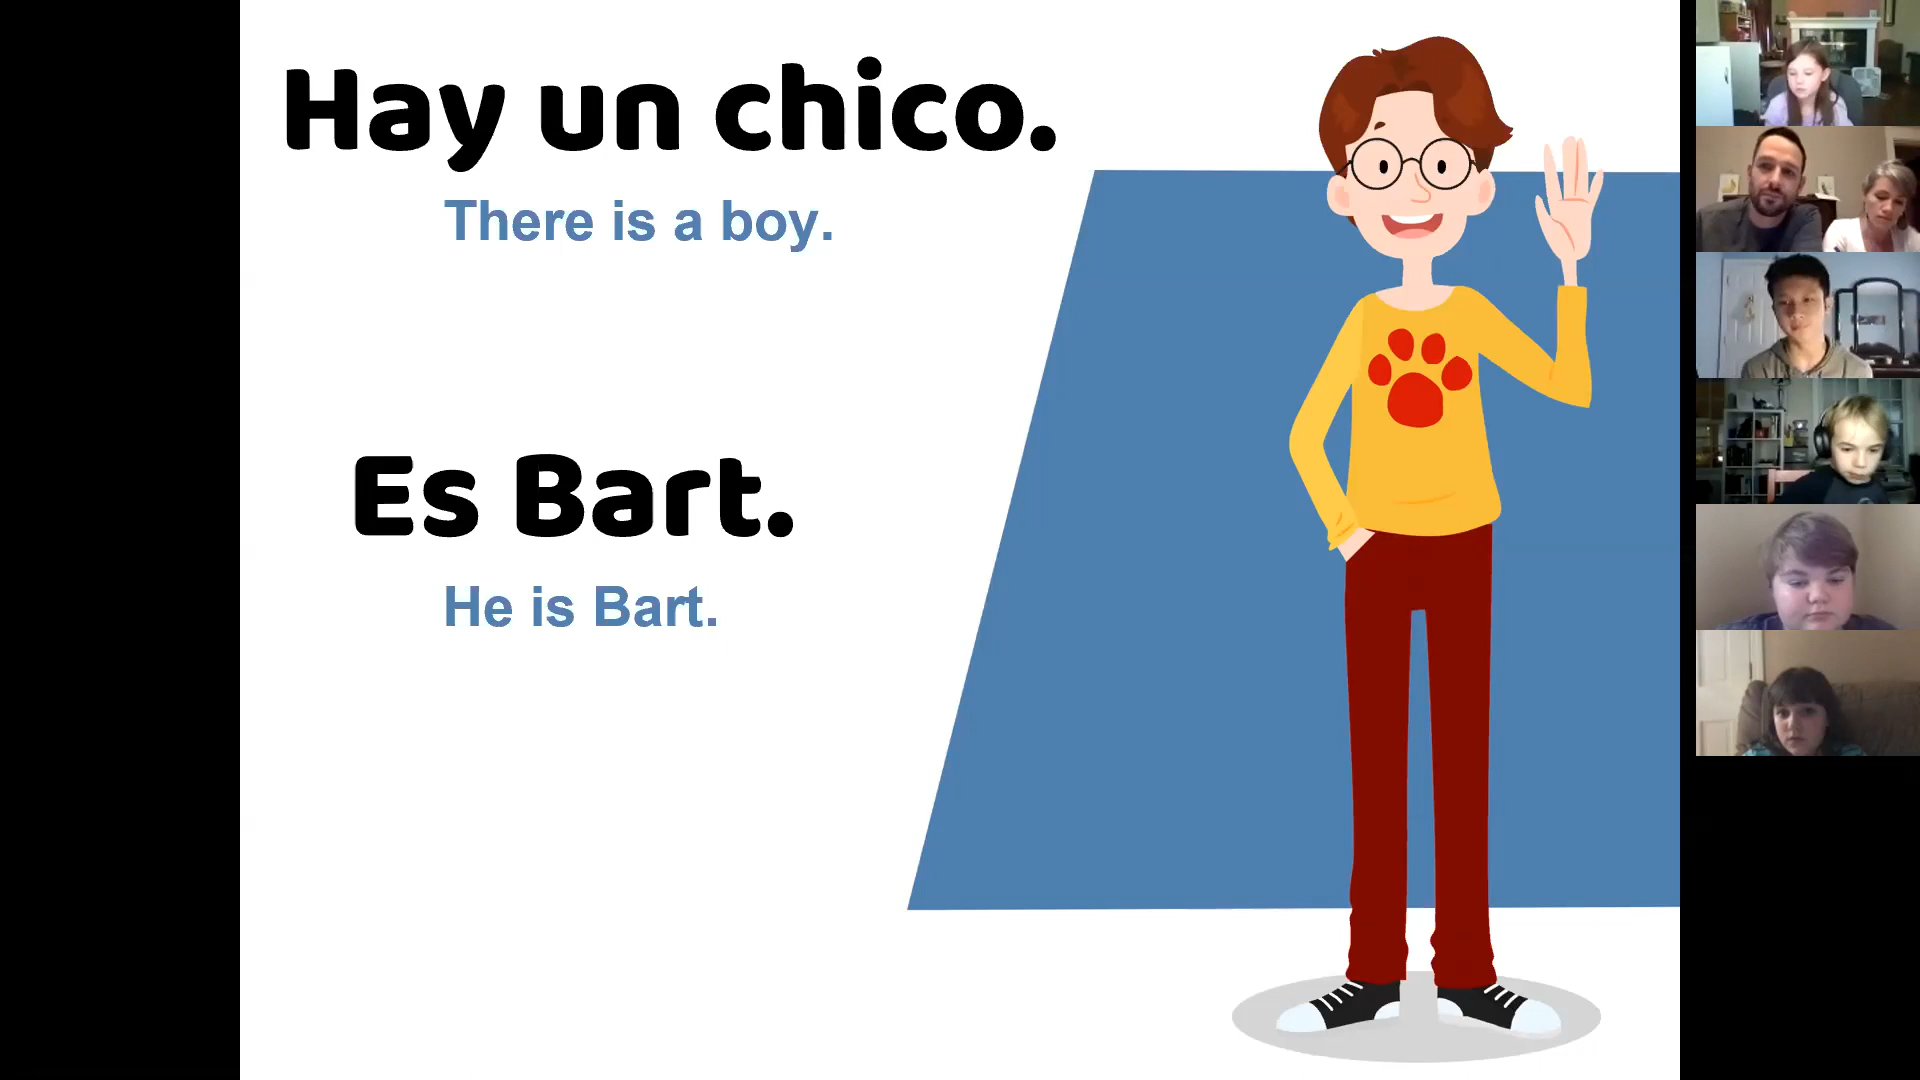 Hay un chico.
There is a boy.
Es Bart.
He is Bart.